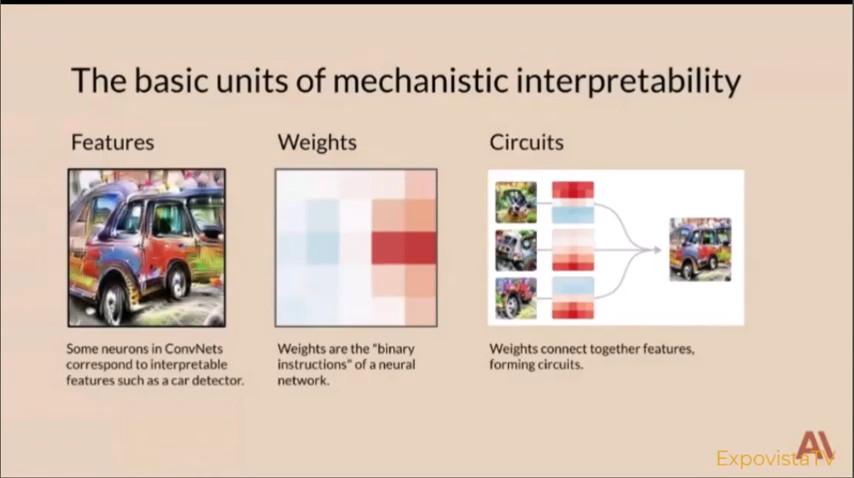 The basic units of mechanistic interpretability
Features
Some neurons in ConvNets
correspond to interpretable
features such as a car detector.
Weights
Weights are the "binary
instructions" of a neural
network.
Circuits
Weights connect together features,
forming circuits.
A\
ExpovistaTV